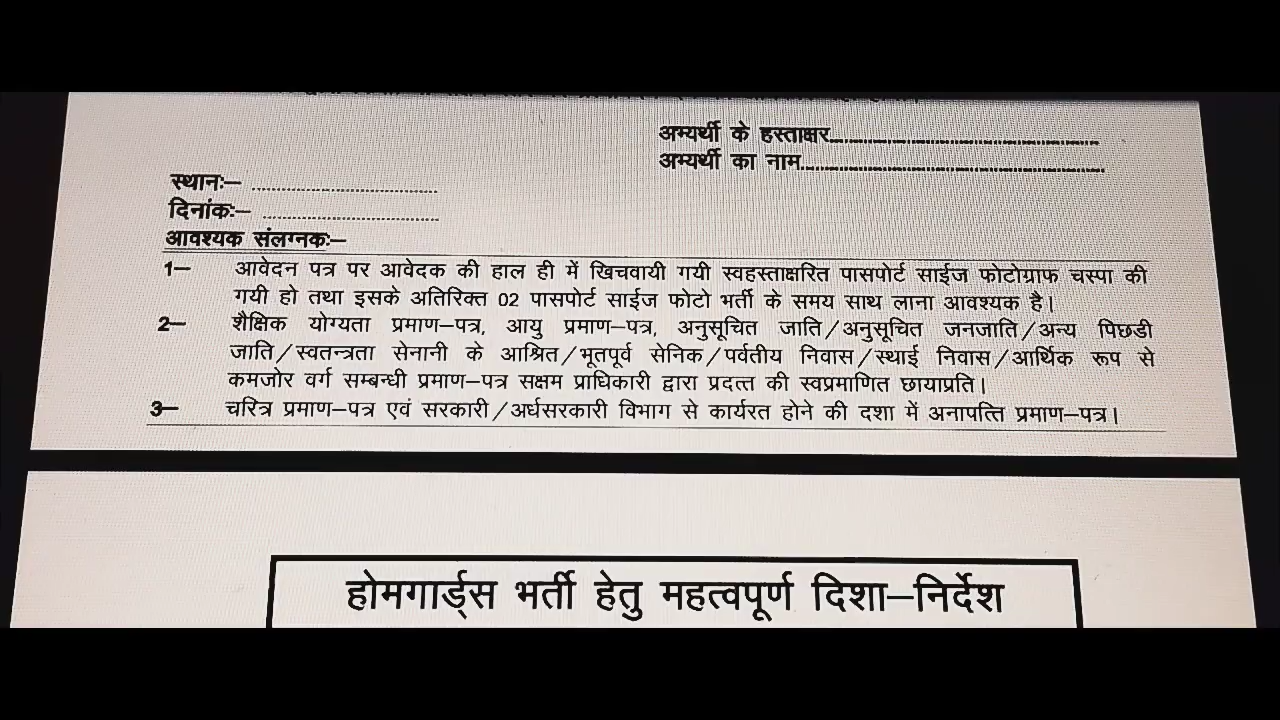 अभ्यर्थी के हस्ताक्षर........................................................
अभ्यर्थी का नाम............................................................
स्थानः– ........................................
दिनांकः– ......................................
आवश्यक संलग्नकः–
1– आवेदन पत्र पर आवेदक की हाल ही में खिचवायी गयी स्वहस्ताक्षरित पासपोर्ट साईज फोटोग्राफ चस्पा की
गयी हो तथा इसके अतिरिक्त 02 पासपोर्ट साईज फोटो भर्ती के समय साथ लाना आवश्यक है।
2– शैक्षिक योग्यता प्रमाण–पत्र, आयु प्रमाण–पत्र, अनुसूचित जाति/अनुसूचित जनजाति/अन्य पिछडी
जाति/स्वतन्त्रता सेनानी के आश्रित/भूतपूर्व सेनिक/पर्वतीय निवास/स्थाई निवास/आर्थिक रूप से
कमजोर वर्ग सम्बन्धी प्रमाण–पत्र सक्षम प्राधिकारी द्वारा प्रदत्त की स्वप्रमाणित छायाप्रति।
3– चरित्र प्रमाण–पत्र एवं सरकारी/अर्धसरकारी विभाग से कार्यरत होने की दशा में अनापत्ति प्रमाण–पत्र।
होमगार्ड्स भर्ती हेतु महत्वपूर्ण दिशा–निर्देश